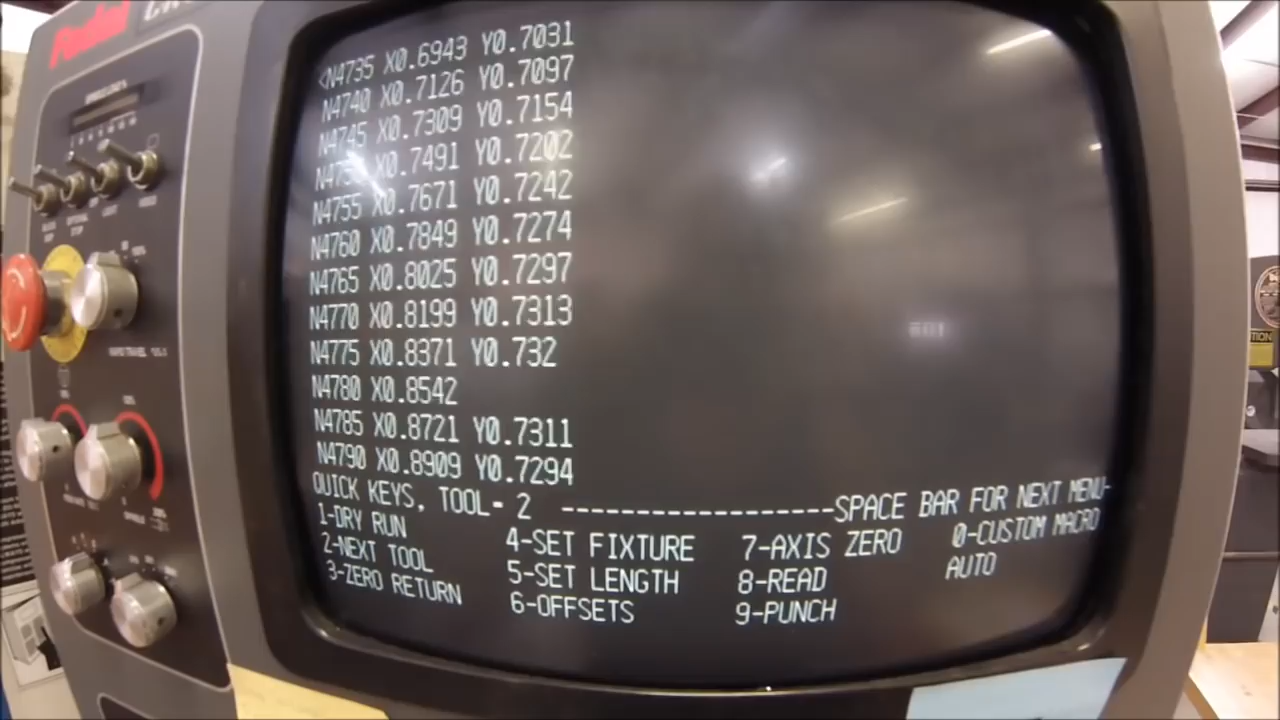 <N4735 X0.6943 Y0.7031
N4740 X0.7126 Y0.7097
N4745 X0.7309 Y0.7154
X0.7491 Y0.7202
N4755 X0.7671 Y0.7242
N4760 X0.7849 Y0.7274
N4765 X0.8025 Y0.7297
N4770 X0.8199 Y0.7313
N4775 X0.8371 Y0.732
N4780 X0.8542
N4785 X0.8721 Y0.7311
N4790 X0.8909 Y0.7294
QUICK KEYS, TOOL- 2 ------------------SPACE BAR FOR NEXT MENU-
1-DRY RUN 4-SET FIXTURE 7-AXIS ZERO 0-CUSTOM MACRO
2-NEXT TOOL 5-SET LENGTH 8-READ AUTO
3-ZERO RETURN 6-OFFSETS 9-PUNCH